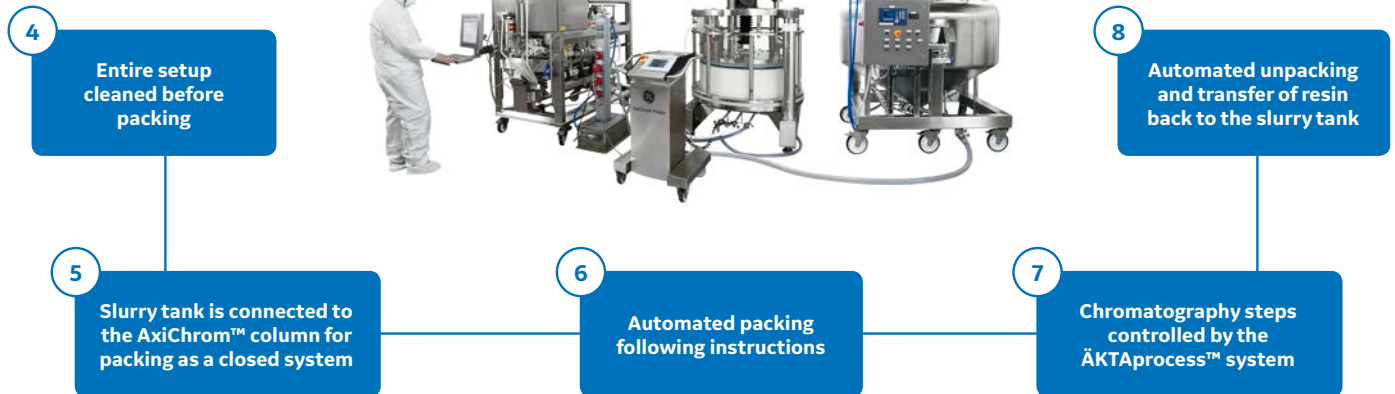 4
Entire setup
cleaned before
packing
8
Automated unpacking
and transfer of resin
back to the slurry tank
5
Slurry tank is connected to
the AxiChrom™ column for
packing as a closed system
6
Automated packing
following instructions
7
Chromatography steps
controlled by the
ÄKTAprocess™ system